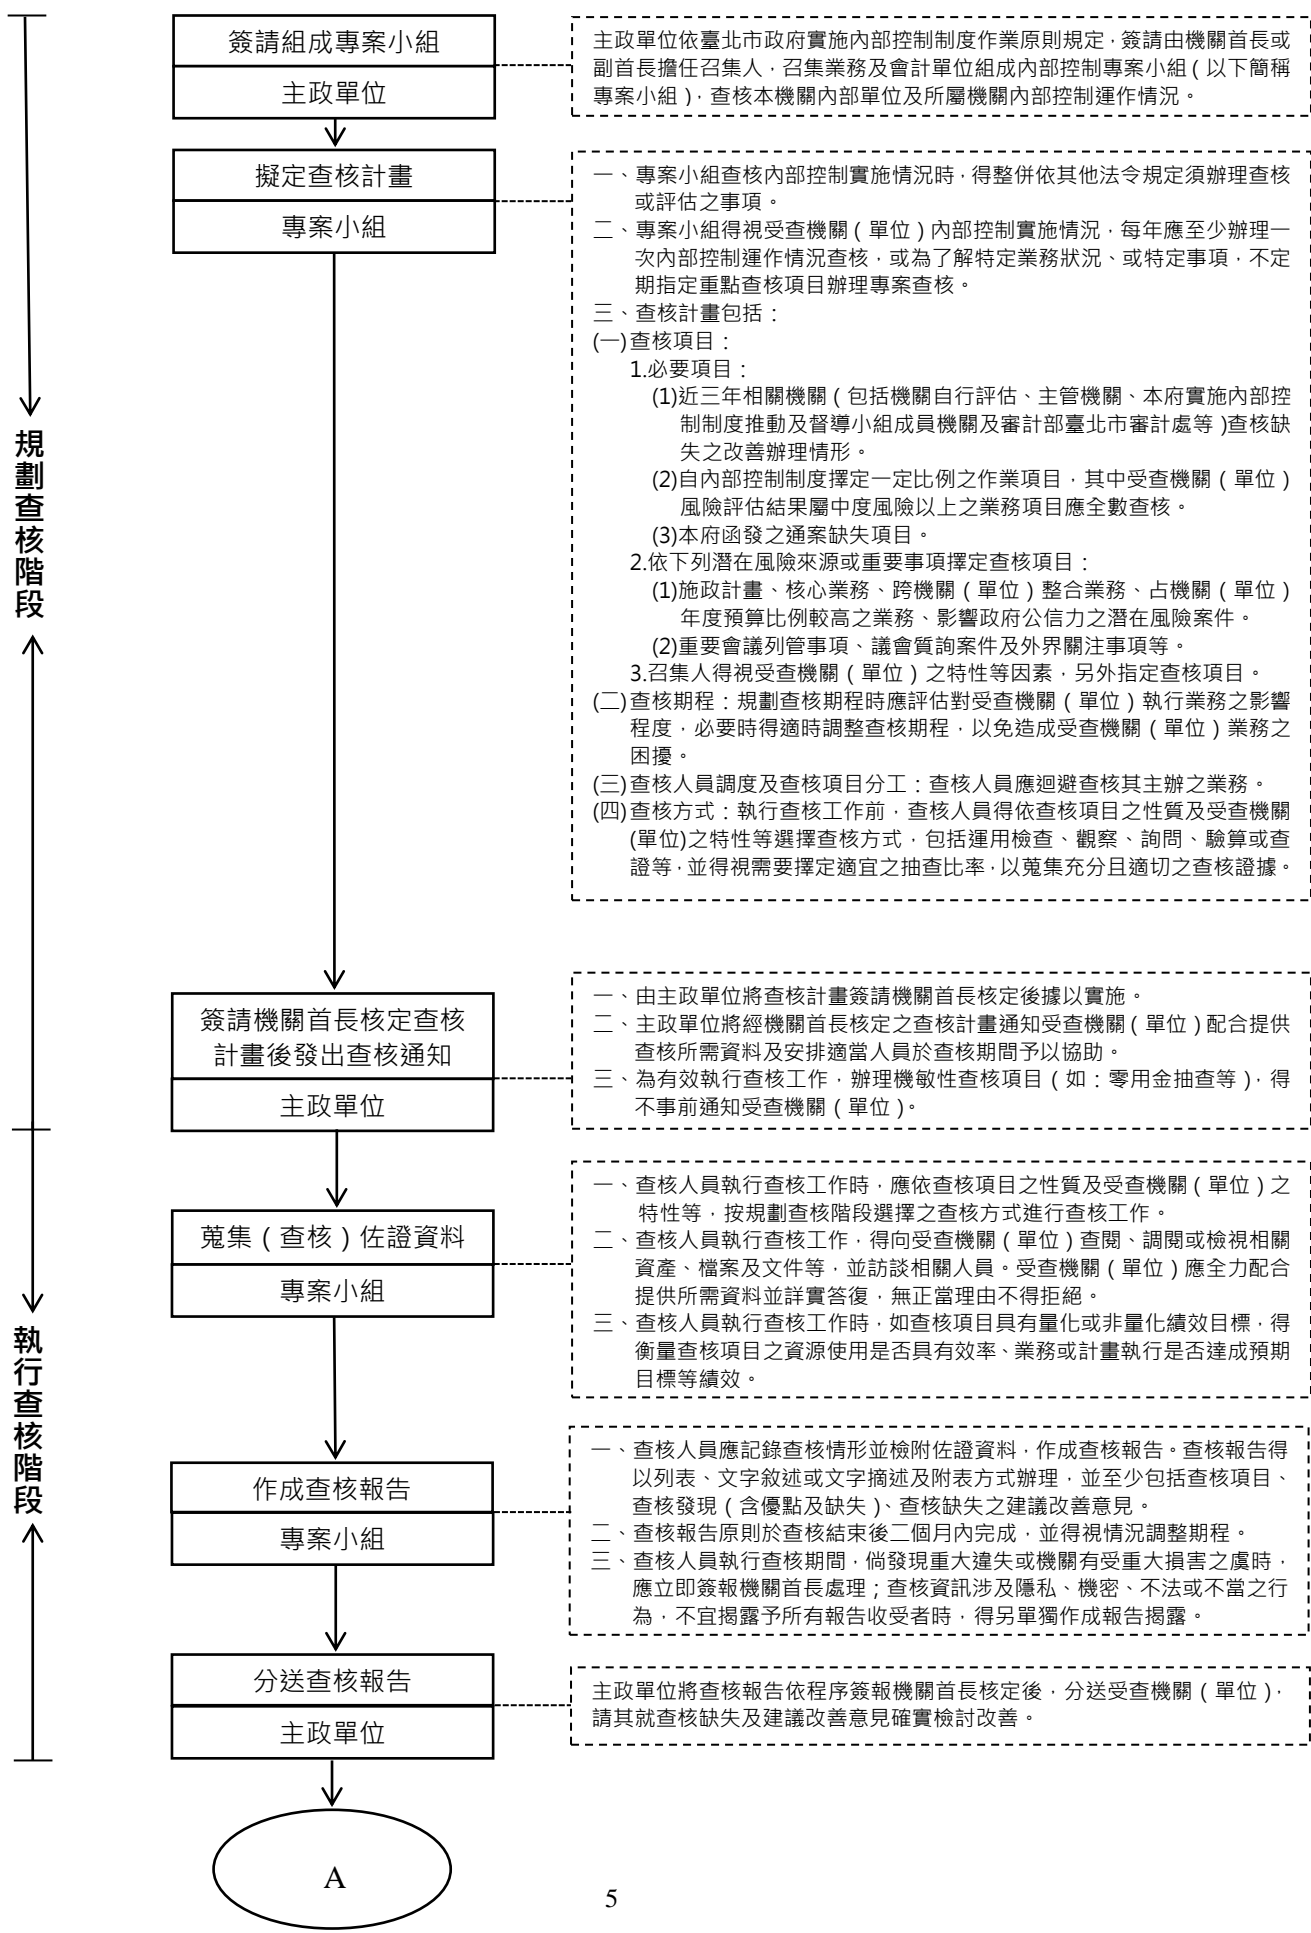 簽請組成專案小組
主政單位
主政單位依臺北市政府實施內部控制制度作業原則規定，簽請由機關首長或
副首長擔任召集人，召集業務及會計單位組成內部控制專案小組（以下簡稱
專案小組），查核本機關內部單位及所屬機關內部控制運作情況。
擬定查核計畫
專案小組
一、專案小組查核內部控制實施情況時，得整併依其他法令規定須辦理查核
或評估之事項。
二、專案小組得視受查機關（單位）內部控制實施情況，每年應至少辦理一
次內部控制運作情況查核，或為了解特定業務狀況、或特定事項，不定
期指定重點查核項目辦理專案查核。
三、查核計畫包括：
(一)查核項目：
1.必要項目：
(1)近三年相關機關（包括機關自行評估、主管機關、本府實施內部控
制制度推動及督導小組成員機關及審計部臺北市審計處等）查核缺
失之改善辦理情形。
(2)自內部控制制度擇定一定比例之作業項目，其中受查機關（單位）
風險評估結果屬中度風險以上之業務項目應全數查核。
(3)本府函發之通案缺失項目。
2.依下列潛在風險來源或重要事項擇定查核項目：
(1)施政計畫、核心業務、跨機關（單位）整合業務、占機關（單位）
年度預算比例較高之業務、影響政府公信力之潛在風險案件。
(2)重要會議列管事項、議會質詢案件及外界關注事項等。
3.召集人得視受查機關（單位）之特性等因素，另外指定查核項目。
(二)查核期程：規劃查核期程時應評估對受查機關（單位）執行業務之影響
程度，必要時得適時調整查核期程，以免造成受查機關（單位）業務之
困擾。
(三)查核人員調度及查核項目分工：查核人員應迴避查核其主辦之業務。
(四)查核方式：執行查核工作前，查核人員得依查核項目之性質及受查機關
(單位)之特性等選擇查核方式，包括運用檢查、觀察、詢問、驗算或查
證等，並得視需要擇定適宜之抽查比率，以蒐集充分且適切之查核證據。
規劃查核階段
簽請機關首長核定查核
計畫後發出查核通知
主政單位
一、由主政單位將查核計畫簽請機關首長核定後據以實施。
二、主政單位將經機關首長核定之查核計畫通知受查機關（單位）配合提供
查核所需資料及安排適當人員於查核期間予以協助。
三、為有效執行查核工作，辦理機敏性查核項目（如：零用金抽查等），得
不事前通知受查機關（單位）。
蒐集（查核）佐證資料
專案小組
一、查核人員執行查核工作時，應依查核項目之性質及受查機關（單位）之
特性等，按規劃查核階段選擇之查核方式進行查核工作。
二、查核人員執行查核工作，得向受查機關（單位）查閱、調閱或檢視相關
資產、檔案及文件等，並訪談相關人員。受查機關（單位）應全力配合
提供所需資料並詳實答復，無正當理由不得拒絕。
三、查核人員執行查核工作時，如查核項目具有量化或非量化績效目標，得
衡量查核項目之資源使用是否具有效率、業務或計畫執行是否達成預期
目標等績效。
執行查核階段
作成查核報告
專案小組
一、查核人員應記錄查核情形並檢附佐證資料，作成查核報告。查核報告得
以列表、文字敘述或文字摘述及附表方式辦理，並至少包括查核項目、
查核發現（含優點及缺失）、查核缺失之建議改善意見。
二、查核報告原則於查核結束後二個月內完成，並得視情況調整期程。
三、查核人員執行查核期間，倘發現重大違失或機關有受重大損害之虞時，
應立即簽報機關首長處理；查核資訊涉及隱私、機密、不法或不當之行
為，不宜揭露予所有報告收受者時，得另單獨作成報告揭露。
分送查核報告
主政單位
主政單位將查核報告依程序簽報機關首長核定後，分送受查機關（單位），
請其就查核缺失及建議改善意見確實檢討改善。
A
5